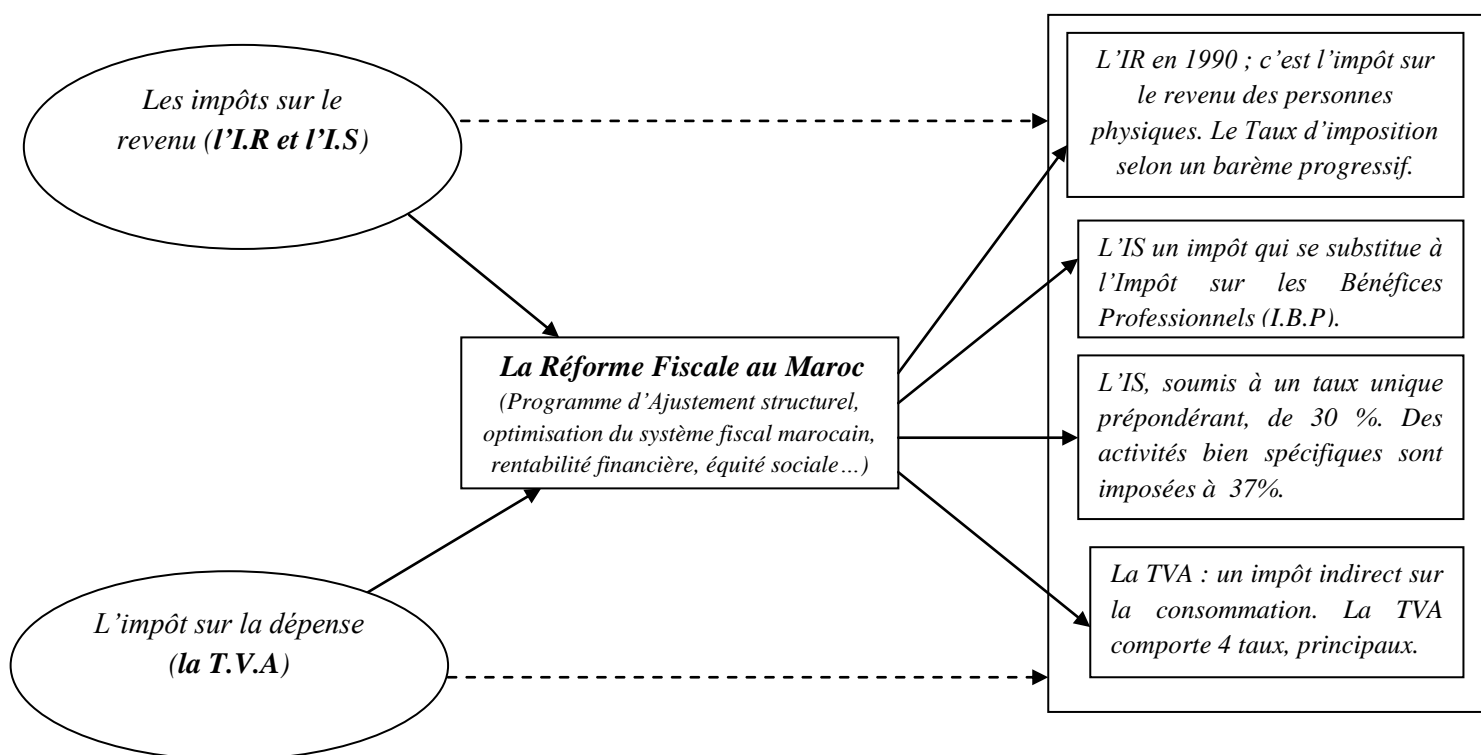 Les impôts sur le
revenu (l’I.R et l’I.S)
L’impôt sur la dépense
(la T.V.A)
La Réforme Fiscale au Maroc
(Programme d’Ajustement structurel,
optimisation du système fiscal marocain,
rentabilité financière, équité sociale…)
L’IR en 1990 ; c’est l’impôt sur
le revenu des personnes
physiques. Le Taux d’imposition
selon un barème progressif.
L’IS un impôt qui se substitue à
l’Impôt sur les Bénéfices
Professionnels (I.B.P).
L’IS, soumis à un taux unique
prépondérant, de 30 %. Des
activités bien spécifiques sont
imposées à 37%.
La TVA : un impôt indirect sur
la consommation. La TVA
comporte 4 taux, principaux.